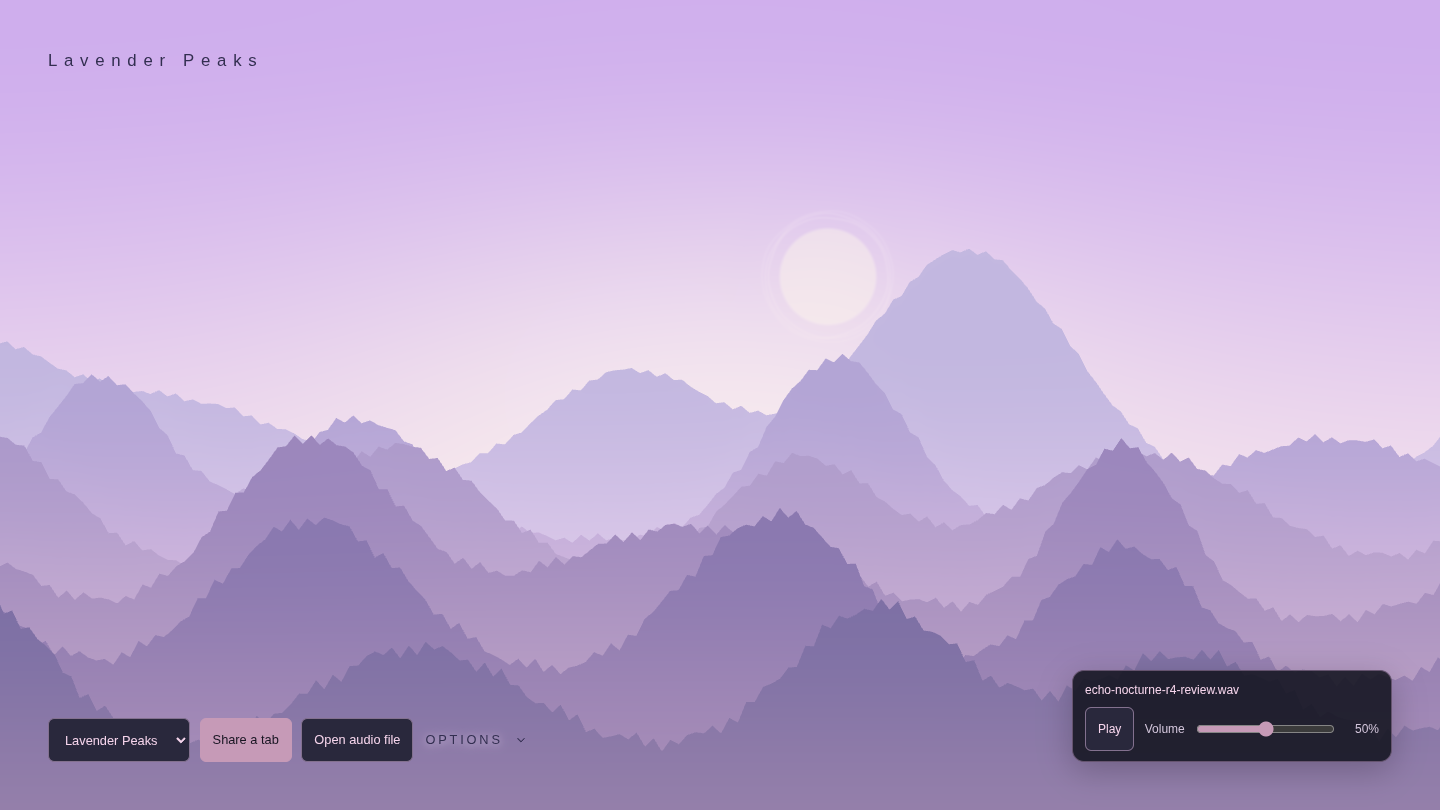 Lavender Peaks
echo-nocturne-r4-review.wav
Play Volume 50%
Lavender Peaks Share a tab Open audio file OPTIONS